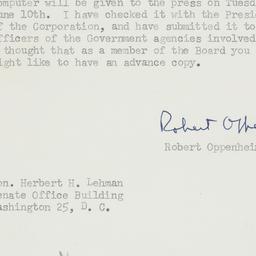 omputer will be given to the press on Tuesd
une 10th. I have checked it with the Presi
f the Corporation, and have submitted it to
fficers of the Government agencies involved
thought that as a member of the Board you
ight like to have an advance copy.
Robert Oppe
Robert Oppenhei
on. Herbert H. Lehman
enate Office Building
ashington 25, D. C.